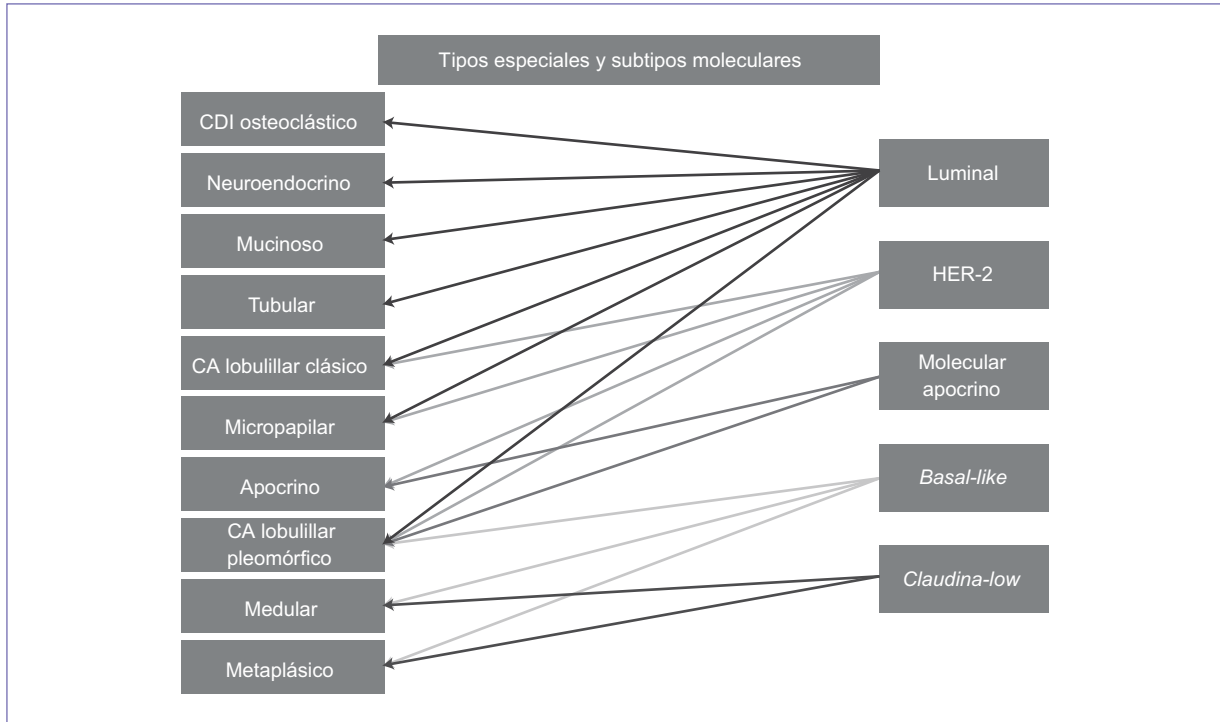 Tipos especiales y subtipos moleculares
CDI osteoclástico
Neuroendocrino
Mucinoso
Tubular
CA lobulillar clásico
Micropapilar
Apocrino
CA lobulillar
pleomórfico
Medular
Metaplásico
Luminal
HER-2
Molecular
apocrino
Basal-like
Claudina-low